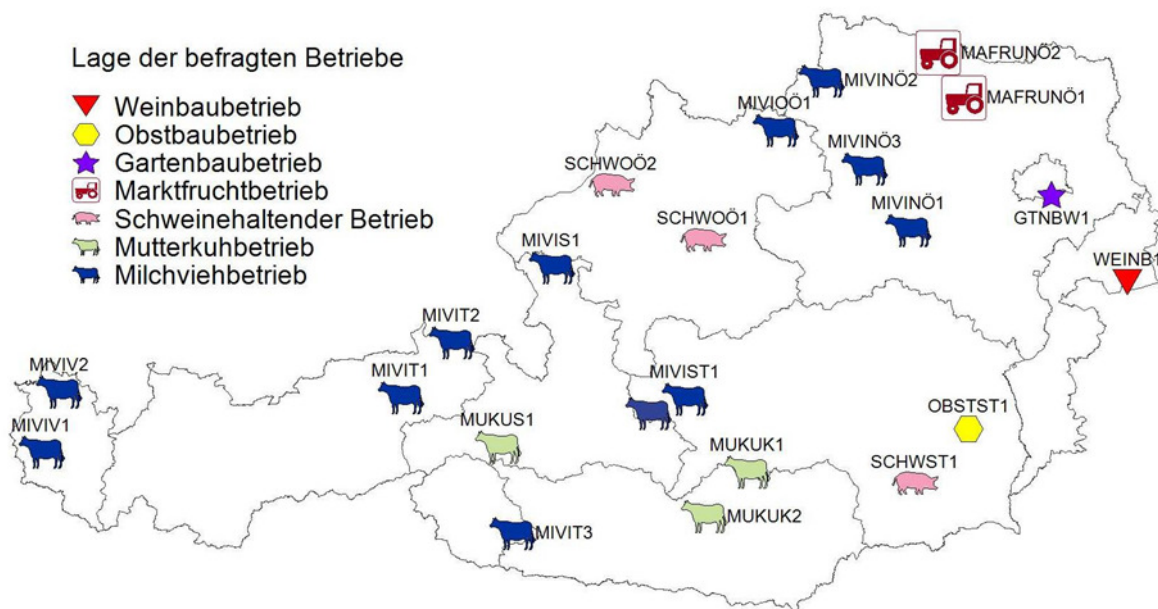 Lage der befragten Betriebe
Weinbaubetrieb
Obstbaubetrieb
Gartenbaubetrieb
Marktfruchtbetrieb
Schweinehaltender Betrieb
Mutterkuhbetrieb
Milchviehbetrieb
MAFRUNÖ2
MIVINÖ2
MAFRUNÖ1
MIVIOÖ1
MIVINÖ3
SCHWOÖ2
MIVINÖ1
SCHWOÖ1
GTNBW1
MIVIS1
WEINB1
MIVIT2
MIVIV2
MIVIT1
MIVIST1
OBSTST1
MIVIV1
MUKUS1
MUKUK1
SCHWST1
MUKUK2
MIVIT3